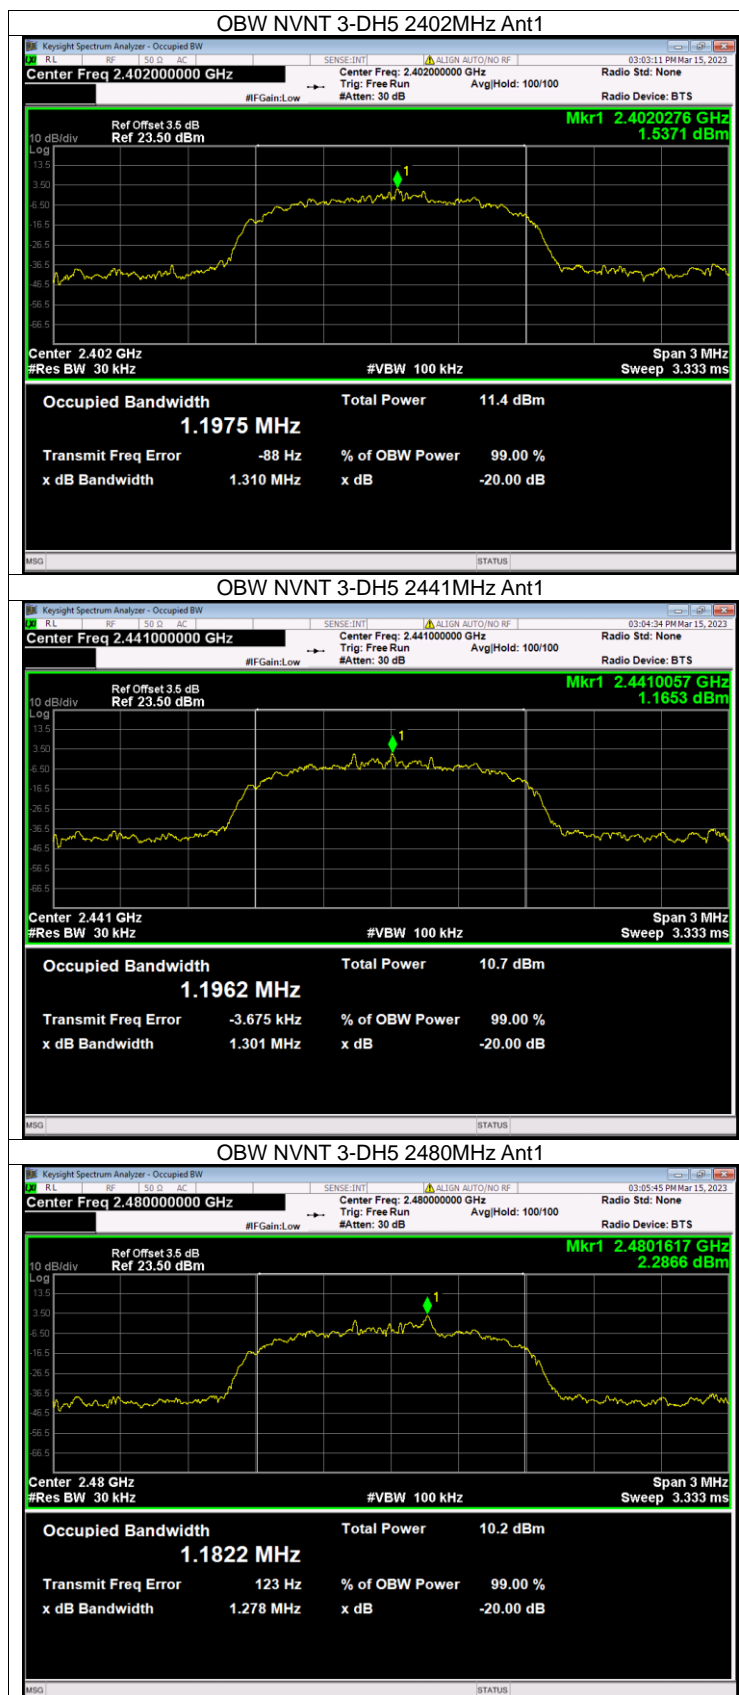 OBW NVNT 3-DH5 2402MHz Ant1
Keysight Spectrum Analyzer - Occupied BW
RL RF 50 Ω AC SENSE:INT ALIGN AUTO/NO RF 03:03:11 PM Mar 15, 2023
Center Freq 2.402000000 GHz Center Freq: 2.402000000 GHz Radio Std: None
Trig: Free Run Avg|Hold: 100/100
#IFGain:Low #Atten: 30 dB Radio Device: BTS
Mkr1 2.4020276 GHz
1.5371 dBm
Ref Offset 3.5 dB
10 dB/div Ref 23.50 dBm
Log
13.5
1
3.50
-6.50
-16.5
-26.5
-36.5
-46.5
-56.5
-66.5
Center 2.402 GHz Span 3 MHz
#Res BW 30 kHz #VBW 100 kHz Sweep 3.333 ms
Occupied Bandwidth Total Power 11.4 dBm
1.1975 MHz
Transmit Freq Error -88 Hz % of OBW Power 99.00 %
x dB Bandwidth 1.310 MHz x dB -20.00 dB
MSG STATUS
OBW NVNT 3-DH5 2441MHz Ant1
Keysight Spectrum Analyzer - Occupied BW
RL RF 50 Ω AC SENSE:INT ALIGN AUTO/NO RF 03:04:34 PM Mar 15, 2023
Center Freq 2.441000000 GHz Center Freq: 2.441000000 GHz Radio Std: None
Trig: Free Run Avg|Hold: 100/100
#IFGain:Low #Atten: 30 dB Radio Device: BTS
Mkr1 2.4410057 GHz
1.1653 dBm
Ref Offset 3.5 dB
10 dB/div Ref 23.50 dBm
Log
13.5
1
3.50
-6.50
-16.5
-26.5
-36.5
-46.5
-56.5
-66.5
Center 2.441 GHz Span 3 MHz
#Res BW 30 kHz #VBW 100 kHz Sweep 3.333 ms
Occupied Bandwidth Total Power 10.7 dBm
1.1962 MHz
Transmit Freq Error -3.675 kHz % of OBW Power 99.00 %
x dB Bandwidth 1.301 MHz x dB -20.00 dB
MSG STATUS
OBW NVNT 3-DH5 2480MHz Ant1
Keysight Spectrum Analyzer - Occupied BW
RL RF 50 Ω AC SENSE:INT ALIGN AUTO/NO RF 03:05:45 PM Mar 15, 2023
Center Freq 2.480000000 GHz Center Freq: 2.480000000 GHz Radio Std: None
Trig: Free Run Avg|Hold: 100/100
#IFGain:Low #Atten: 30 dB Radio Device: BTS
Mkr1 2.4801617 GHz
2.2866 dBm
Ref Offset 3.5 dB
10 dB/div Ref 23.50 dBm
Log
13.5
1
3.50
-6.50
-16.5
-26.5
-36.5
-46.5
-56.5
-66.5
Center 2.48 GHz Span 3 MHz
#Res BW 30 kHz #VBW 100 kHz Sweep 3.333 ms
Occupied Bandwidth Total Power 10.2 dBm
1.1822 MHz
Transmit Freq Error 123 Hz % of OBW Power 99.00 %
x dB Bandwidth 1.278 MHz x dB -20.00 dB
MSG STATUS